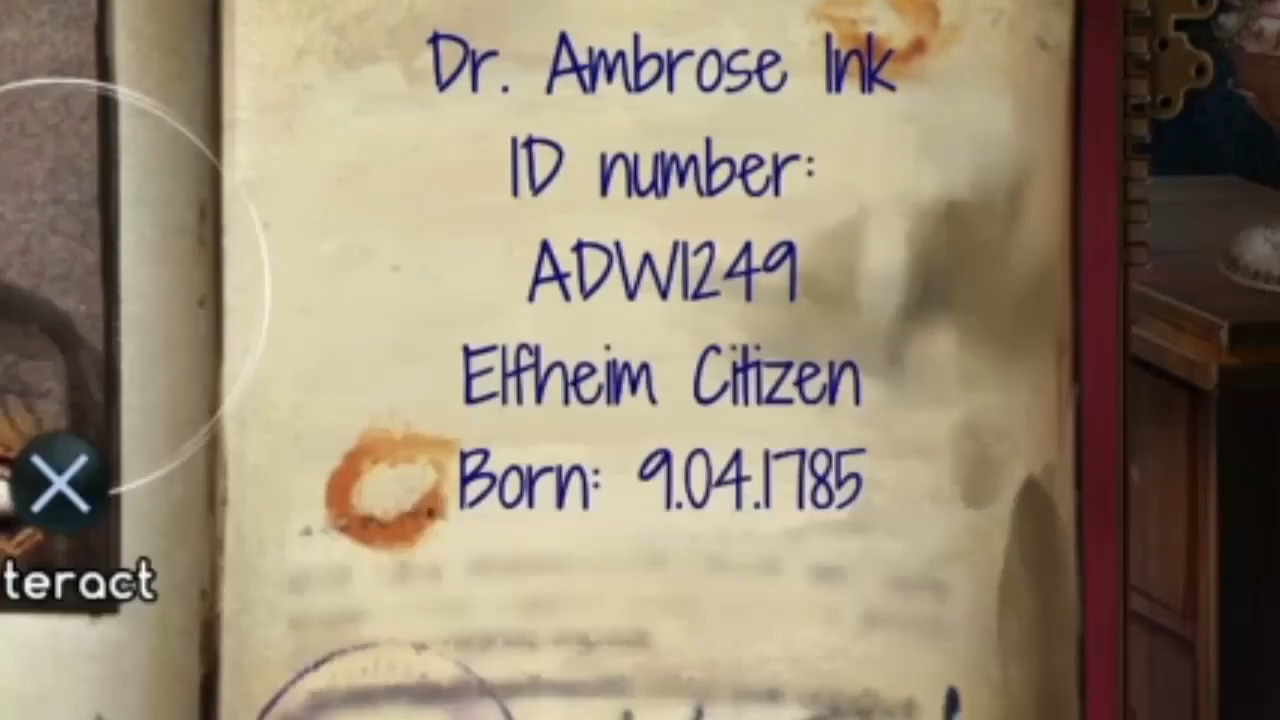 Dr. Ambrose Ink
ID number:
ADW1249
Elfheim Citizen
Born: 9.04.1785
teract